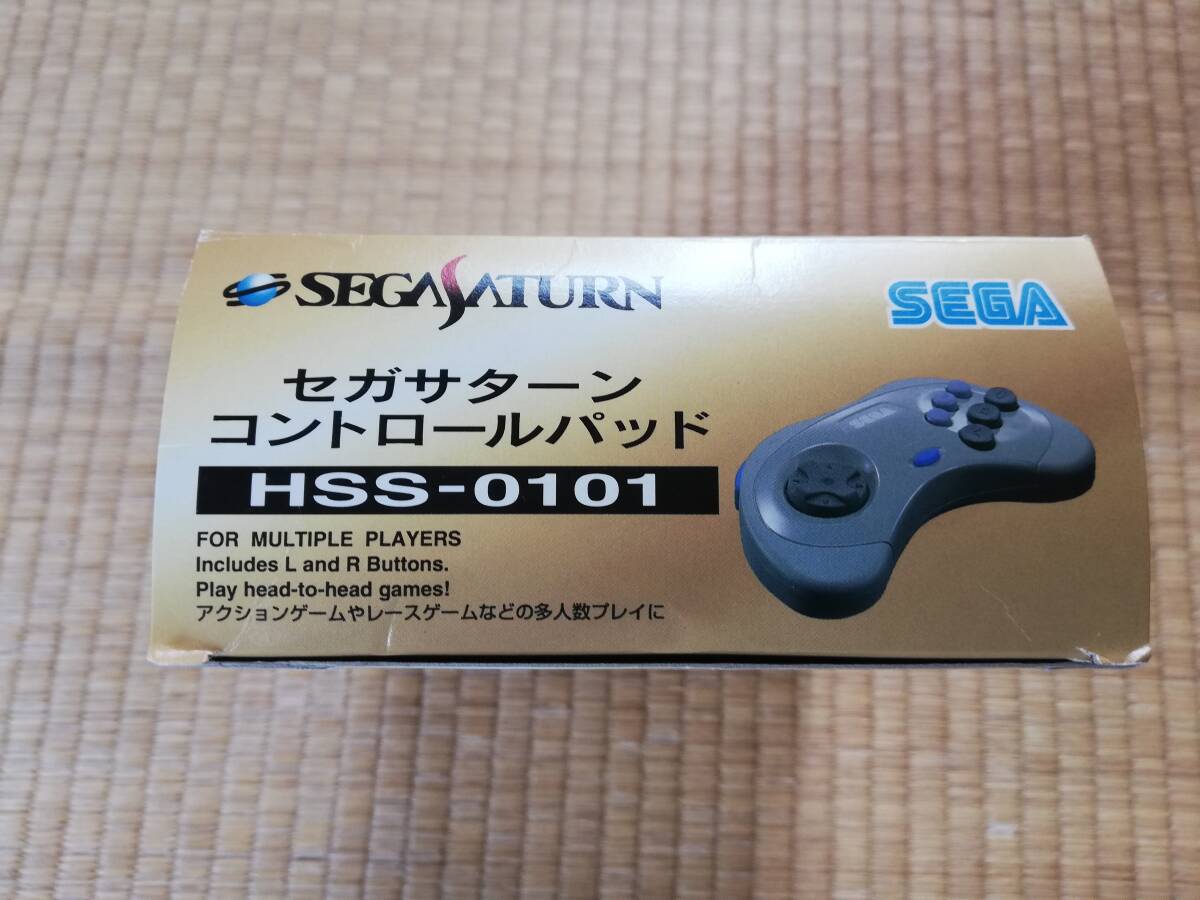 SEGA SATURN
SEGA
セガサターン
コントロールパッド
HSS-0101
FOR MULTIPLE PLAYERS
Includes L and R Buttons.
Play head-to-head games!
アクションゲームやレースゲームなどの多人数プレイに
SEGA